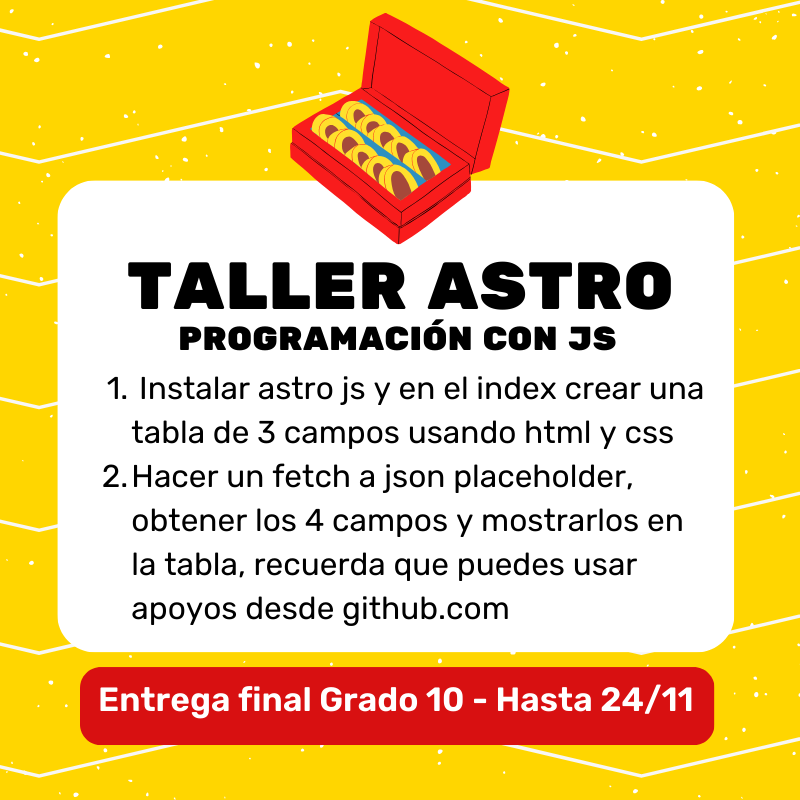 TALLER ASTRO
PROGRAMACIÓN CON JS
1. Instalar astro js y en el index crear una
tabla de 3 campos usando html y css
2. Hacer un fetch a json placeholder,
obtener los 4 campos y mostrarlos en
la tabla, recuerda que puedes usar
apoyos desde github.com
Entrega final Grado 10 - Hasta 24/11